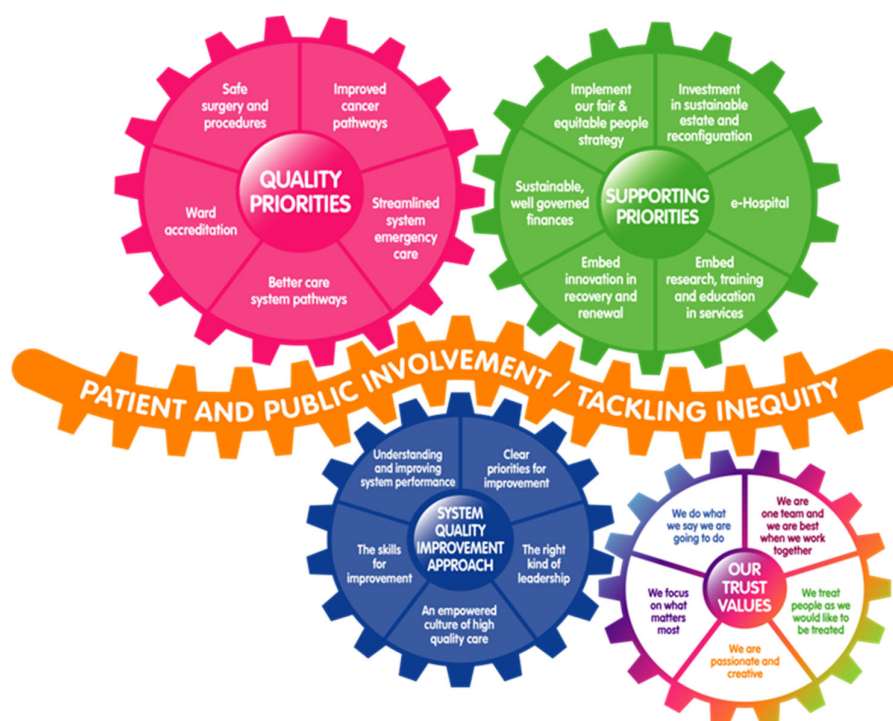 QUALITY
PRIORITIES
Safe
surgery and
procedures
Improved
cancer
pathways
Streamlined
system
emergency
care
Better care
system pathways
Ward
accreditation
SUPPORTING
PRIORITIES
Implement
our fair &
equitable people
strategy
Investment
in sustainable
estate and
reconfiguration
e-Hospital
Embed
research, training
and education
in services
Embed
innovation in
recovery and
renewal
Sustainable,
well governed
finances
PATIENT AND PUBLIC INVOLVEMENT / TACKLING INEQUITY
SYSTEM
QUALITY
IMPROVEMENT
APPROACH
Understanding
and improving
system performance
Clear
priorities for
improvement
The right
kind of
leadership
An empowered
culture of high
quality care
The skills
for
improvement
OUR
TRUST
VALUES
We do what
we say we are
going to do
We are
one team and
we are best
when we work
together
We treat
people as we
would like to
be treated
We are
passionate and
creative
We focus
on what
matters
most